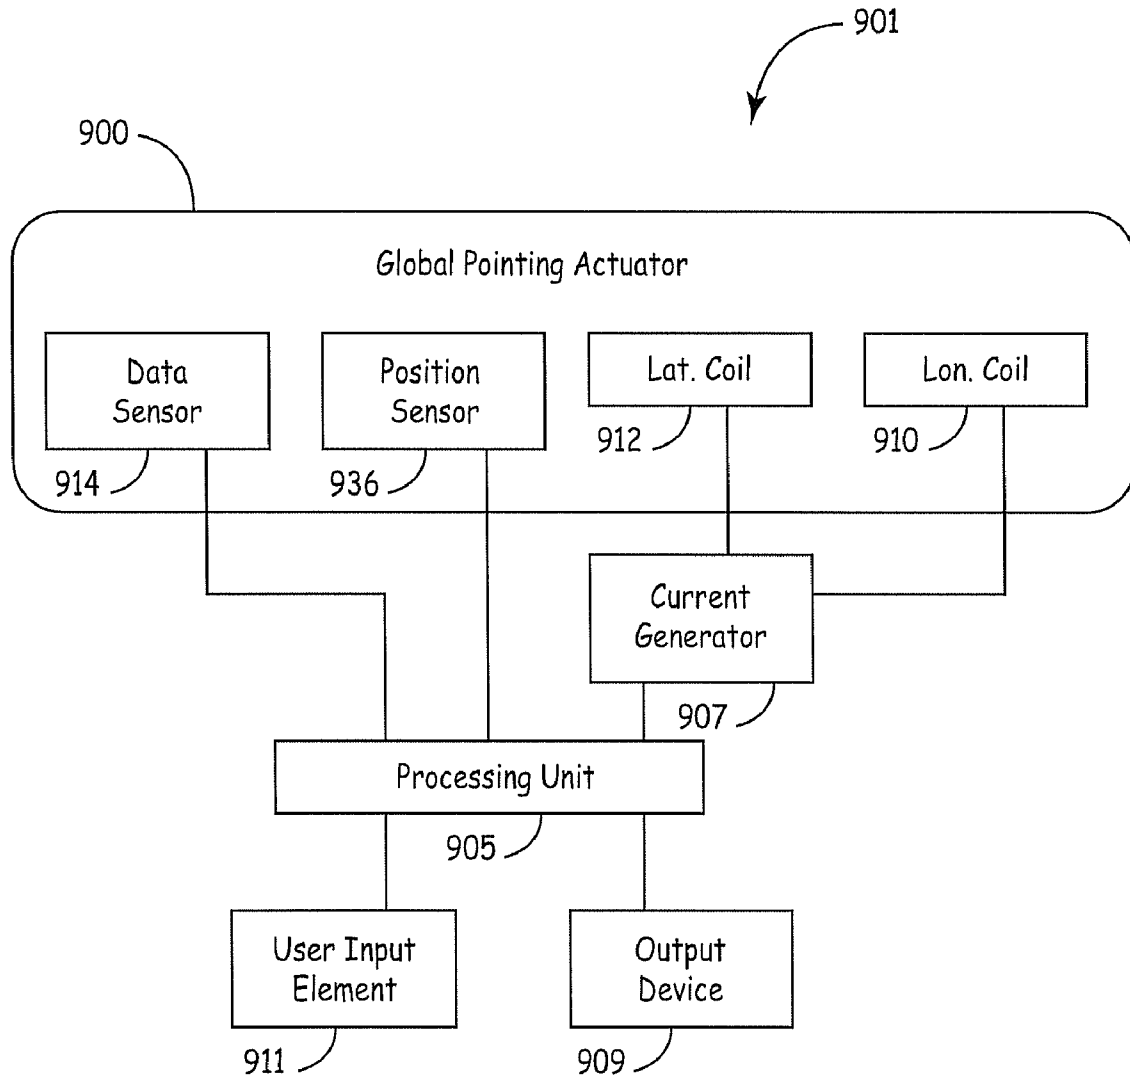 901
900
Global Pointing Actuator
Data
Sensor
914
Position
Sensor
936
Lat. Coil
912
Lon. Coil
910
Current
Generator
907
Processing Unit
905
User Input
Element
911
Output
Device
909